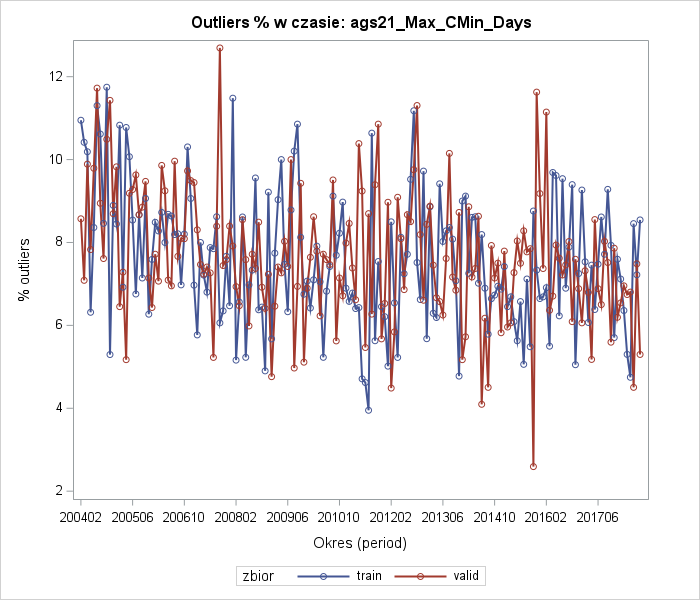 Outliers % w czasie: ags21_Max_CMin_Days
% outliers
12
10
8
6
4
2
200402 200506 200610 200802 200906 201010 201202 201306 201410 201602 201706
Okres (period)
zbior train valid